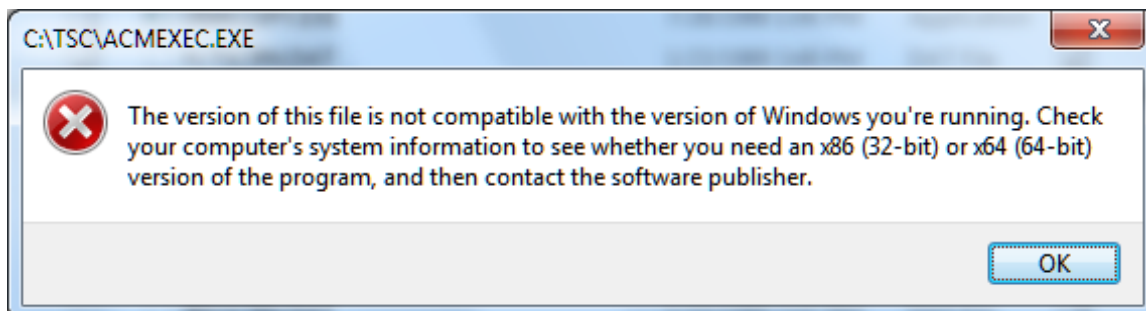 C:\TSC\ACMEXEC.EXE
The version of this file is not compatible with the version of Windows you're running. Check
your computer's system information to see whether you need an x86 (32-bit) or x64 (64-bit)
version of the program, and then contact the software publisher.
OK